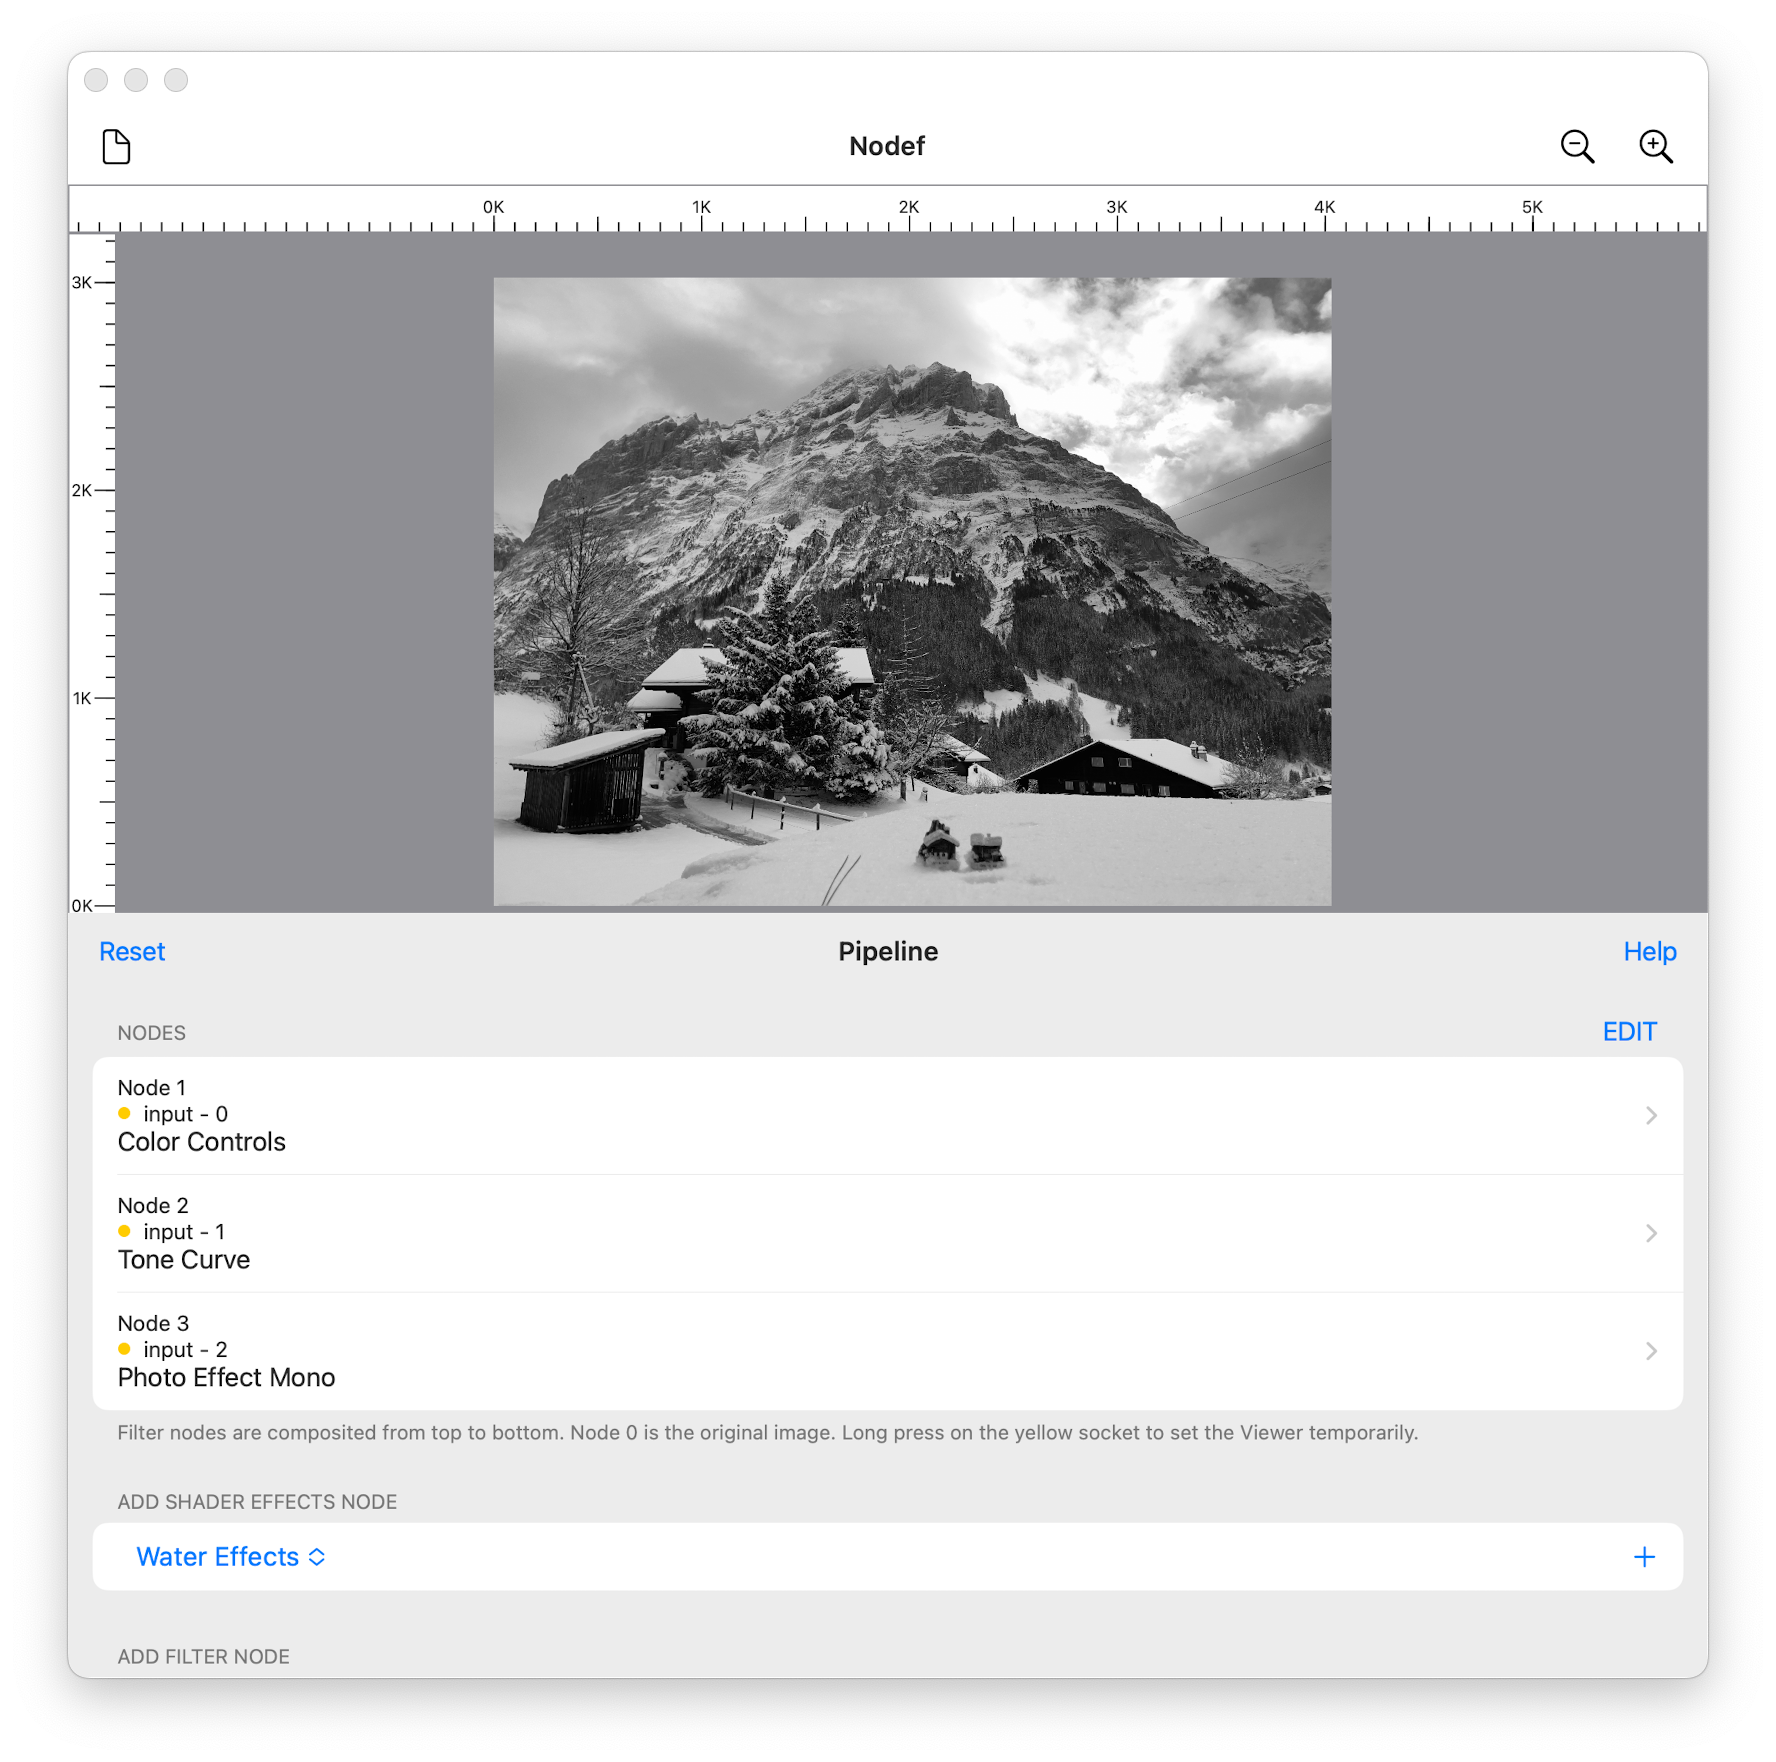 Nodef
0K 1K 2K 3K 4K 5K
3K
2K
1K
0K
Reset Pipeline Help
NODES EDIT
Node 1
input - 0
Color Controls
Node 2
input - 1
Tone Curve
Node 3
input - 2
Photo Effect Mono
Filter nodes are composited from top to bottom. Node 0 is the original image. Long press on the yellow socket to set the Viewer temporarily.
ADD SHADER EFFECTS NODE
Water Effects
ADD FILTER NODE